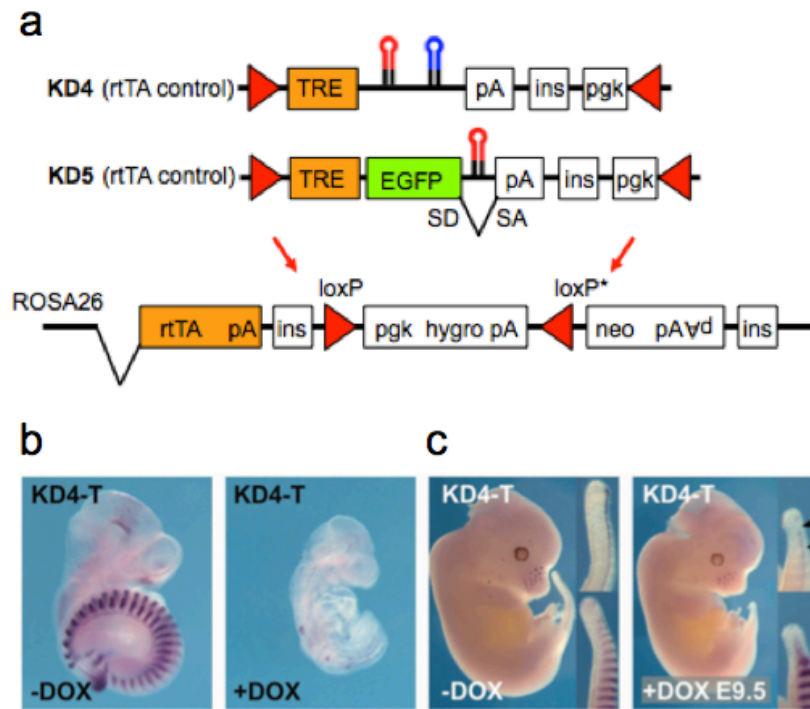 a
KD4 (rtTA control)
TRE
pA
ins
pgk
KD5 (rtTA control)
TRE
EGFP
pA
ins
pgk
SD
SA
loxP
loxP*
ROSA26
rtTA pA
ins
pgk hygro pA
neo pA pA
ins
b
c
KD4-T
KD4-T
KD4-T
KD4-T
-DOX
+DOX
-DOX
+DOX E9.5